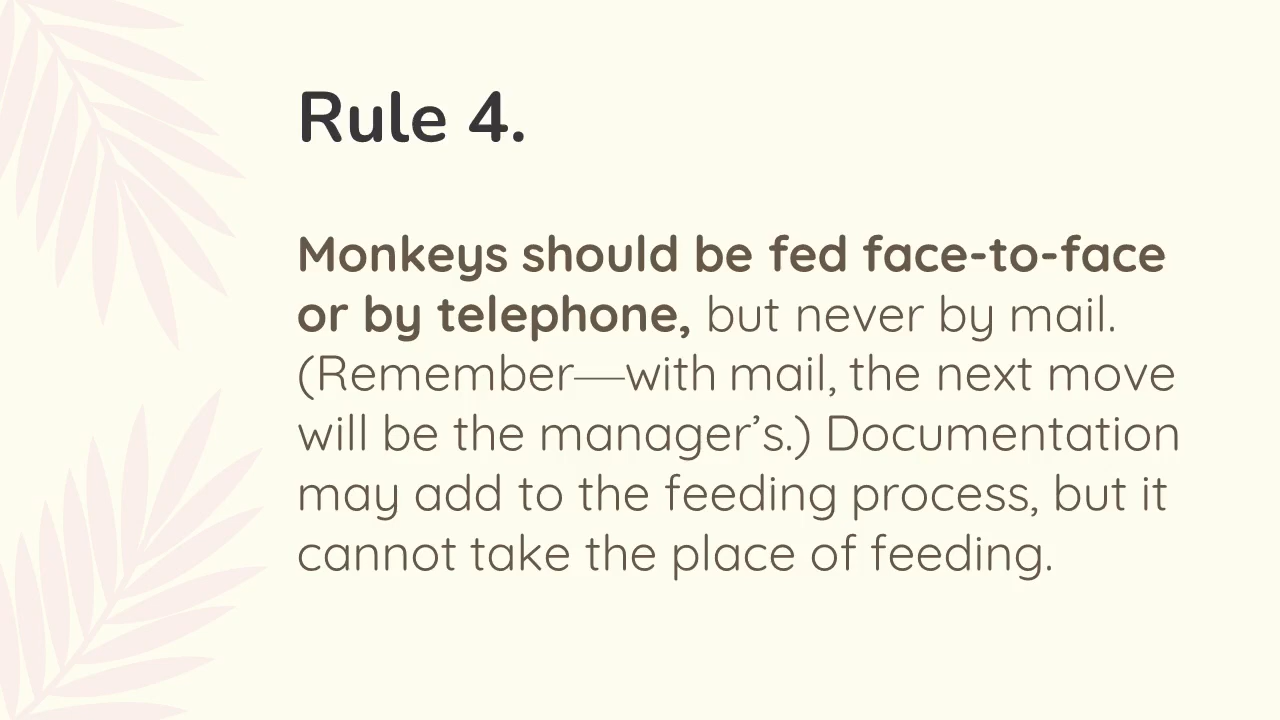 Rule 4.
Monkeys should be fed face-to-face
or by telephone, but never by mail.
(Remember—with mail, the next move
will be the manager’s.) Documentation
may add to the feeding process, but it
cannot take the place of feeding.